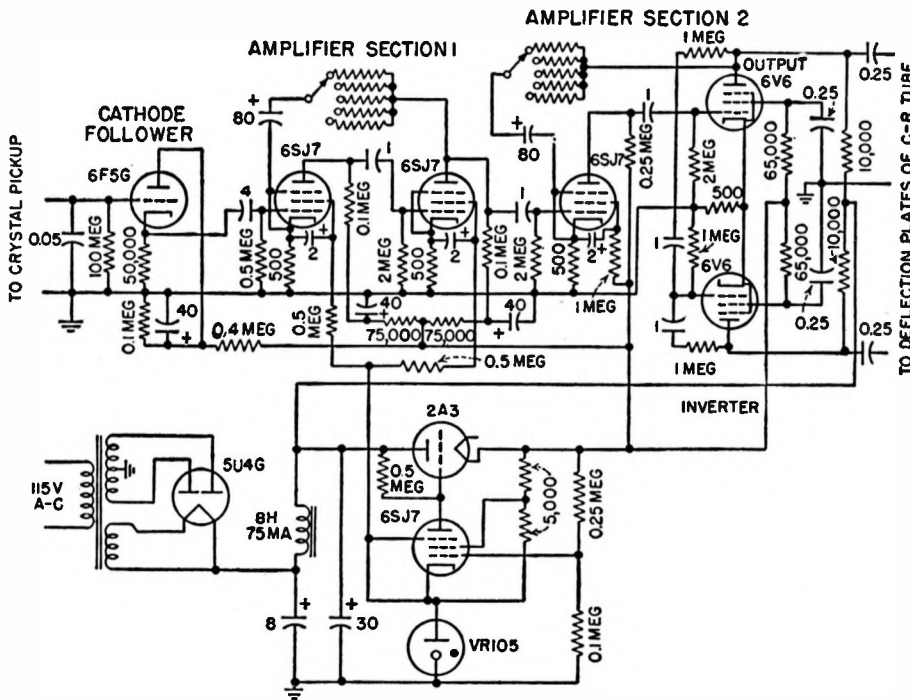 AMPLIFIER SECTION 2
AMPLIFIER SECTION 1
1 MEG
OUTPUT
6V6
0.25
CATHODE
FOLLOWER
6F5G
80
+
6SJ7
1
6SJ7
80
+
6SJ7
1
0.25 MEG
2 MEG
0.25
65,000
10,000
TO CRYSTAL PICKUP
0.05
100 MEG
50,000
4
0.5 MEG
500
2
+
0.1 MEG
2 MEG
500
2
+
0.1 MEG
1
2 MEG
500
2
+
1 MEG
500
1 MEG
6V6
1
65,000
10,000
0.25
TO DEFLECTION PLATES OF C-R TUBE
0.1 MEG
40
+
0.4 MEG
0.5
MEG
40
+
75,000
75,000
40
+
0.5 MEG
1
1 MEG
0.25
INVERTER
2A3
115V
A-C
5U4G
8H
75MA
0.5
MEG
6SJ7
5,000
0.25 MEG
8
+
30
+
VR105
0.1 MEG